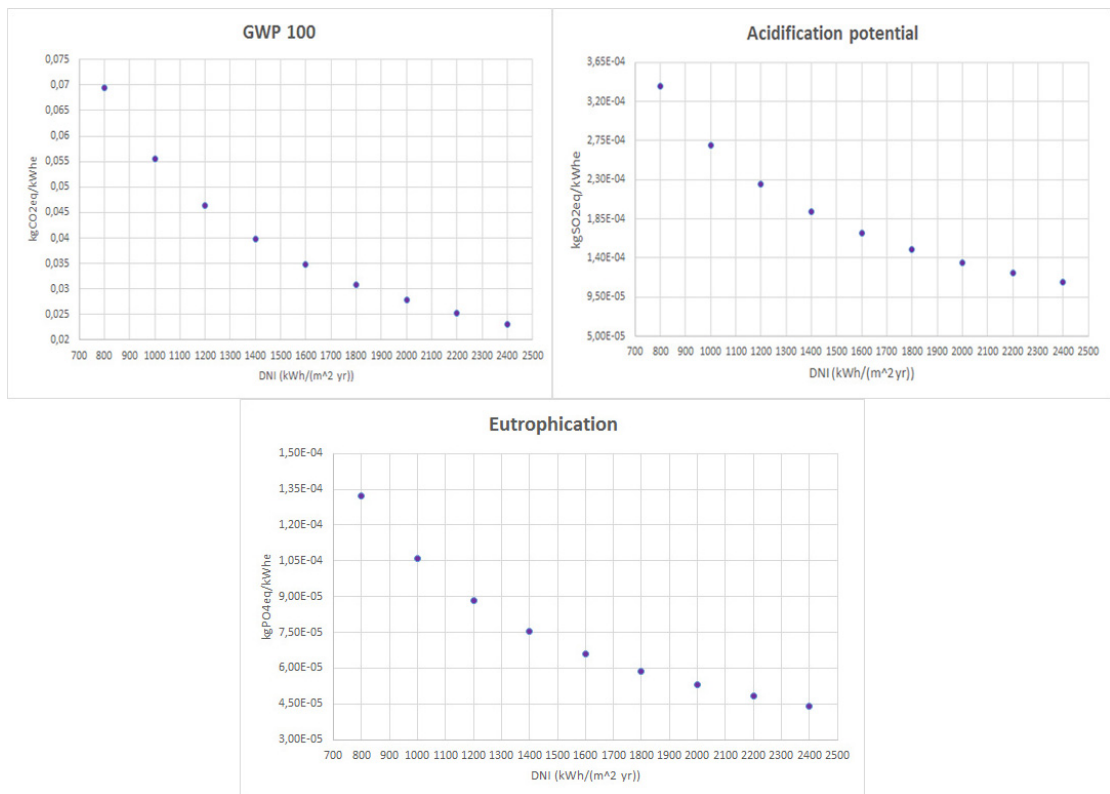 GWP 100
0,075
0,07
0,065
0,06
0,055
0,05
0,045
0,04
0,035
0,03
0,025
0,02
kgCO2eq/kWhe
700 800 900 1000 1100 1200 1300 1400 1500 1600 1700 1800 1900 2000 2100 2200 2300 2400 2500
DNI (kWh/(m^2 yr))
Acidification potential
3,65E-04
3,20E-04
2,75E-04
2,30E-04
1,85E-04
1,40E-04
9,50E-05
5,00E-05
kgSO2eq/kWhe
700 800 900 1000 1100 1200 1300 1400 1500 1600 1700 1800 1900 2000 2100 2200 2300 2400 2500
DNI (kWh/(m^2 yr))
Eutrophication
1,50E-04
1,35E-04
1,20E-04
1,05E-04
9,00E-05
7,50E-05
6,00E-05
4,50E-05
3,00E-05
kgPO4eq/kWhe
700 800 900 1000 1100 1200 1300 1400 1500 1600 1700 1800 1900 2000 2100 2200 2300 2400 2500
DNI (kWh/(m^2 yr))